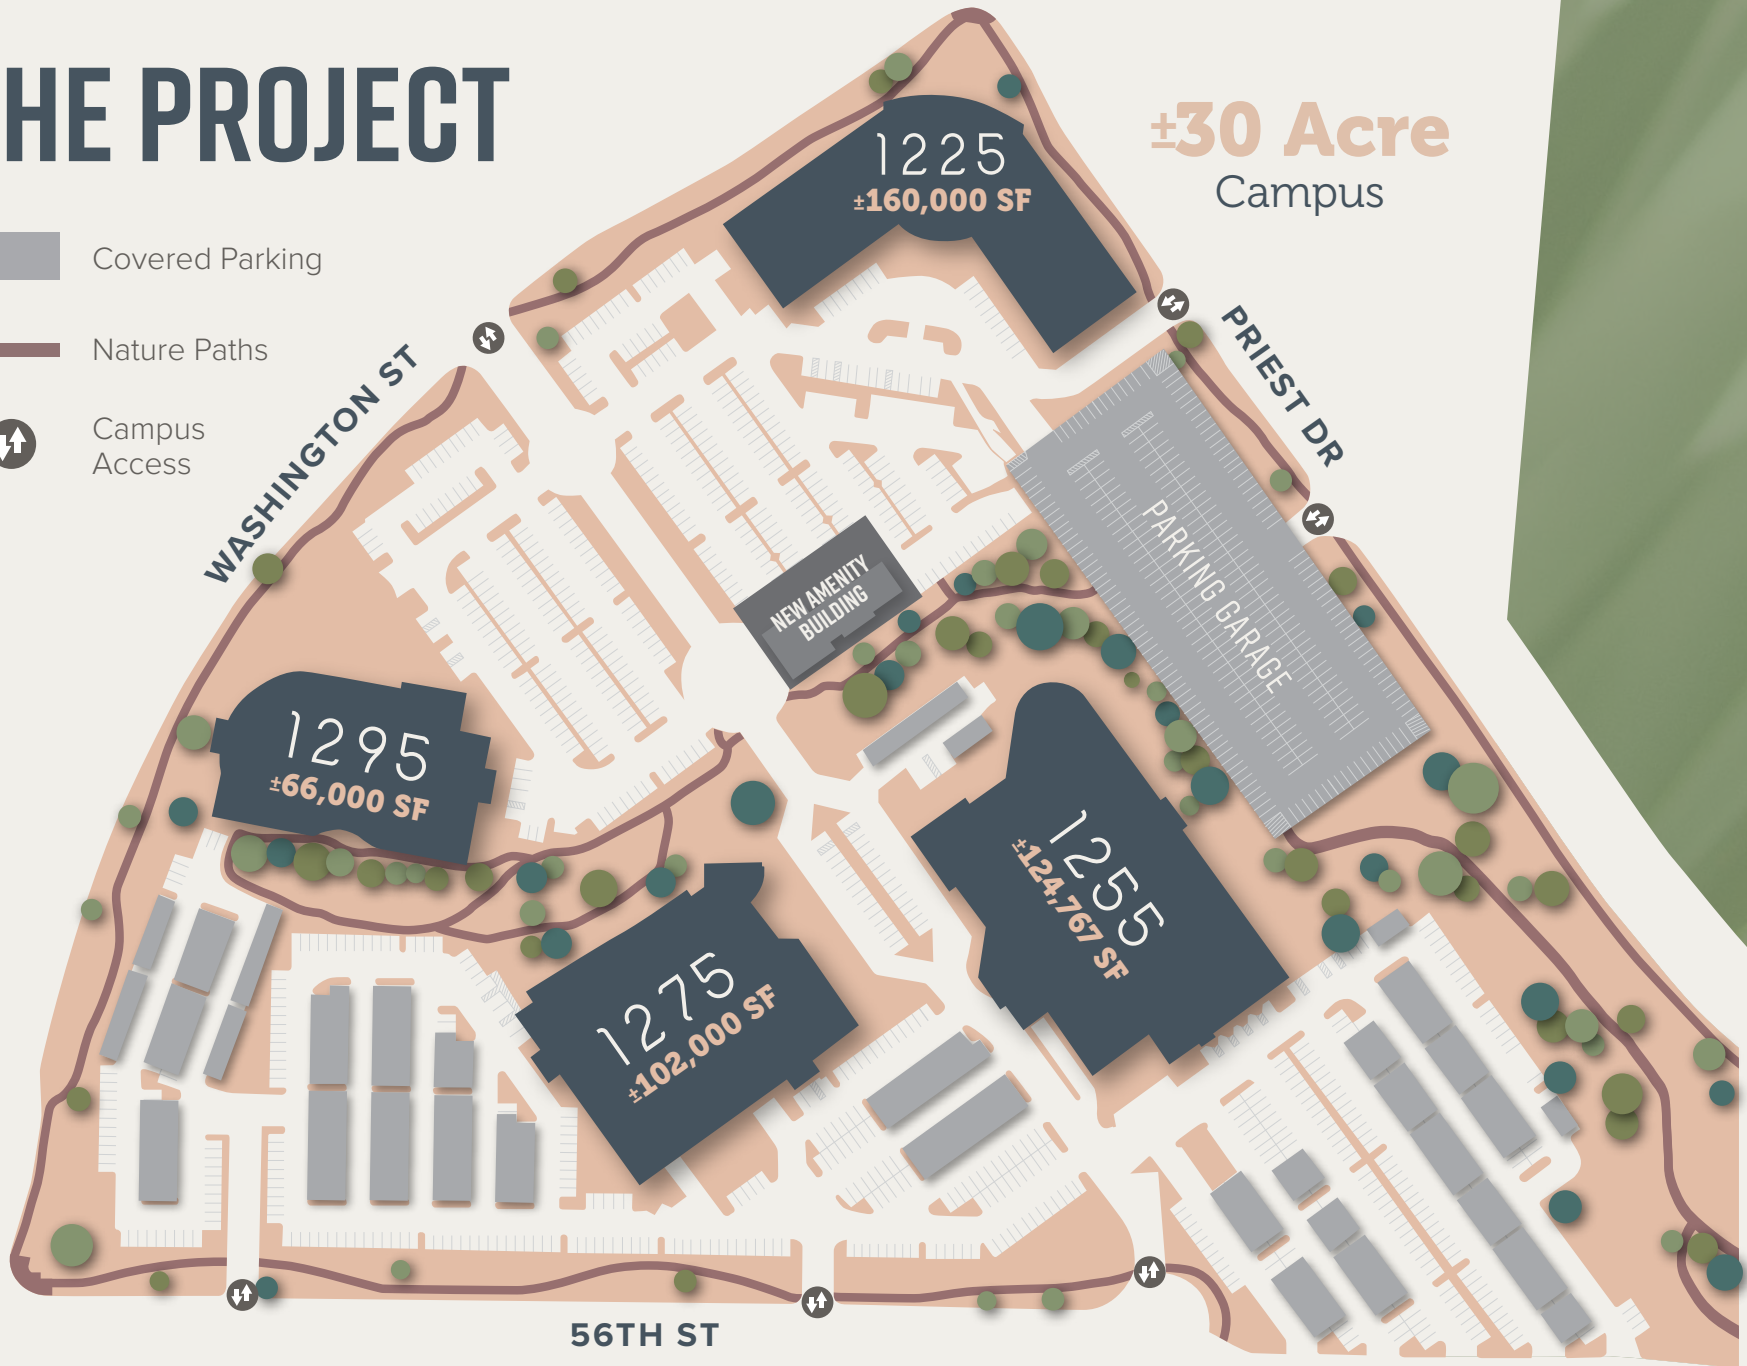 HE PROJECT
Covered Parking
Nature Paths
Campus
Access
±30 Acre
Campus
1225
±160,000 SF
WASHINGTON ST
PRIEST DR
PARKING GARAGE
NEW AMENITY
BUILDING
1295
±66,000 SF
1255
±124,767 SF
1275
±102,000 SF
56TH ST